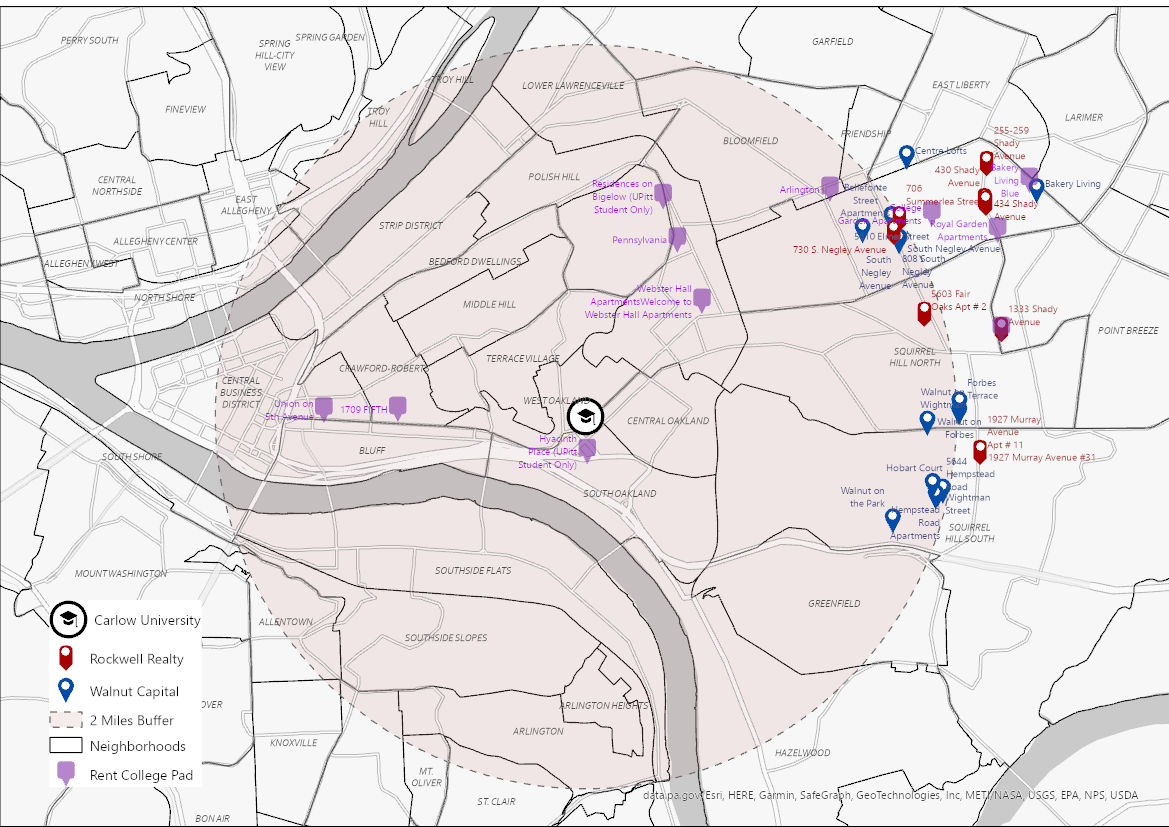 PERRY SOUTH
SPRING GARDEN
SPRING
HILL-CITY
VIEW
GARFIELD
TROY HILL
LOWER LAWRENCEVILLE
EAST LIBERTY
FINEVIEW
TROY
HILL
LARIMER
BLOOMFIELD
FRIENDSHIP
255-259
Shady
Avenue
Centre Lofts
CENTRAL
NORTHSIDE
POLISH HILL
430 Shady
Avenue
Bakery
Living
Blue
Bakery Living
Residences on
Bigelow (UPitt
Student Only)
Arlington
Bellefonte
Street
Apartments
706
Summerlea Street
434 Shady
Avenue
EAST
ALLEGHENY
STRIP DISTRICT
Royal Garden
Apartments
ALLEGHENY CENTER
Pennsylvania
730 S. Negley Avenue
South Negley Avenue
ALLEGHENY WEST
BEDFORD DWELLINGS
South
Negley
Avenue
808 South
Negley
Avenue
NORTH SHORE
MIDDLE HILL
Webster Hall
ApartmentsWelcome to
Webster Hall Apartments
5603 Fair
Oaks Apt # 2
1333 Shady
Avenue
POINT BREEZE
TERRACE VILLAGE
SQUIRREL
HILL NORTH
CRAWFORD-ROBERTS
CENTRAL
BUSINESS
DISTRICT
Union on
5th Avenue
1709 FIFTH
WEST OAKLAND
CENTRAL OAKLAND
Walnut on
Wightman
Forbes
Terrace
Walnut on
Forbes
1927 Murray
Avenue
Apt # 11
1927 Murray Avenue #31
BLUFF
Hyacinth
Place (UPitt
Student Only)
SOUTH SHORE
Hobart Court
5644
Hempstead
Road
Wightman
Street
SOUTH OAKLAND
Walnut on
the Park
Hempstead
Road
Apartments
SQUIRREL
HILL SOUTH
MOUNT WASHINGTON
SOUTHSIDE FLATS
GREENFIELD
ALLENTOWN
SOUTHSIDE SLOPES
Carlow University
Rockwell Realty
Walnut Capital
2 Miles Buffer
Neighborhoods
Rent College Pad
OVER
ARLINGTON HEIGHTS
ARLINGTON
KNOXVILLE
HAZELWOOD
MT.
OLIVER
ST. CLAIR
BON AIR
data.pa.gov, Esri, HERE, Garmin, SafeGraph, GeoTechnologies, Inc, METI/NASA, USGS, EPA, NPS, USDA